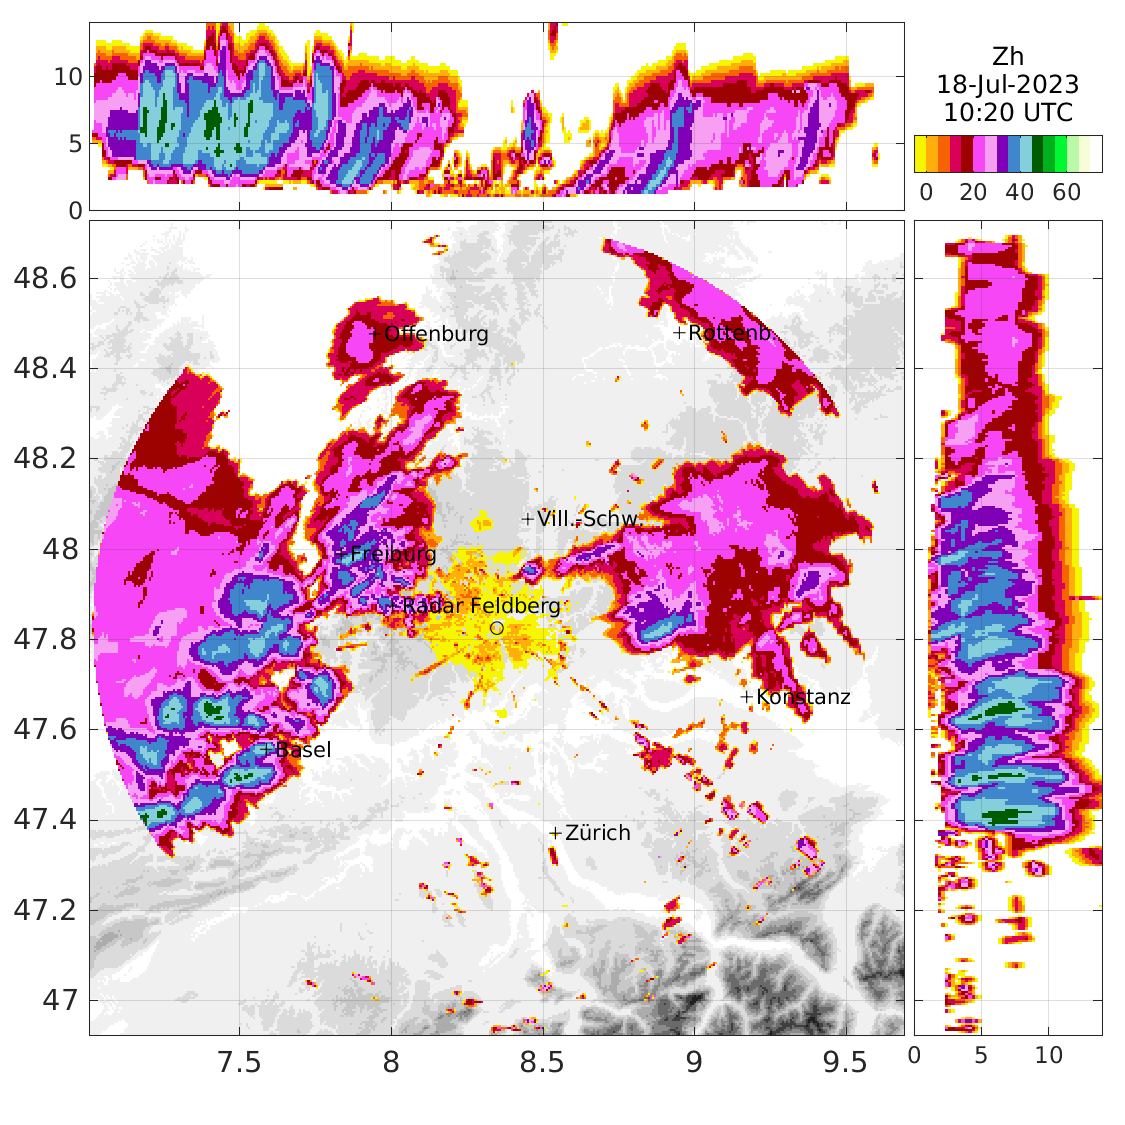 10
5
0
Zh
18-Jul-2023
10:20 UTC
0 20 40 60
48.6
48.4
48.2
48
47.8
47.6
47.4
47.2
47
Offenburg
Rottenb.
Vill.-Schw.
Freiburg
Radar Feldberg
Konstanz
Basel
Zürich
7.5 8 8.5 9 9.5
0 5 10